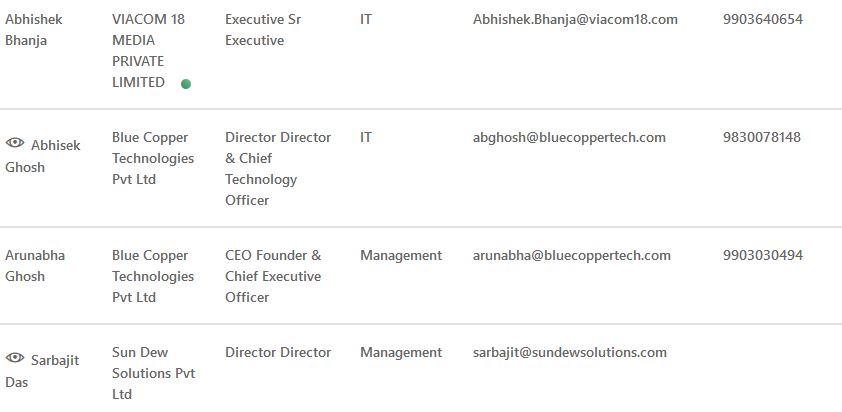 Abhishek Bhanja VIACOM 18 MEDIA PRIVATE LIMITED Executive Sr Executive IT Abhishek.Bhanja@viacom18.com 9903640654
Abhisek Ghosh Blue Copper Technologies Pvt Ltd Director Director & Chief Technology Officer IT abghosh@bluecoppertech.com 9830078148
Arunabha Ghosh Blue Copper Technologies Pvt Ltd CEO Founder & Chief Executive Officer Management arunabha@bluecoppertech.com 9903030494
Sarbajit Das Sun Dew Solutions Pvt Ltd Director Director Management sarbajit@sundewsolutions.com